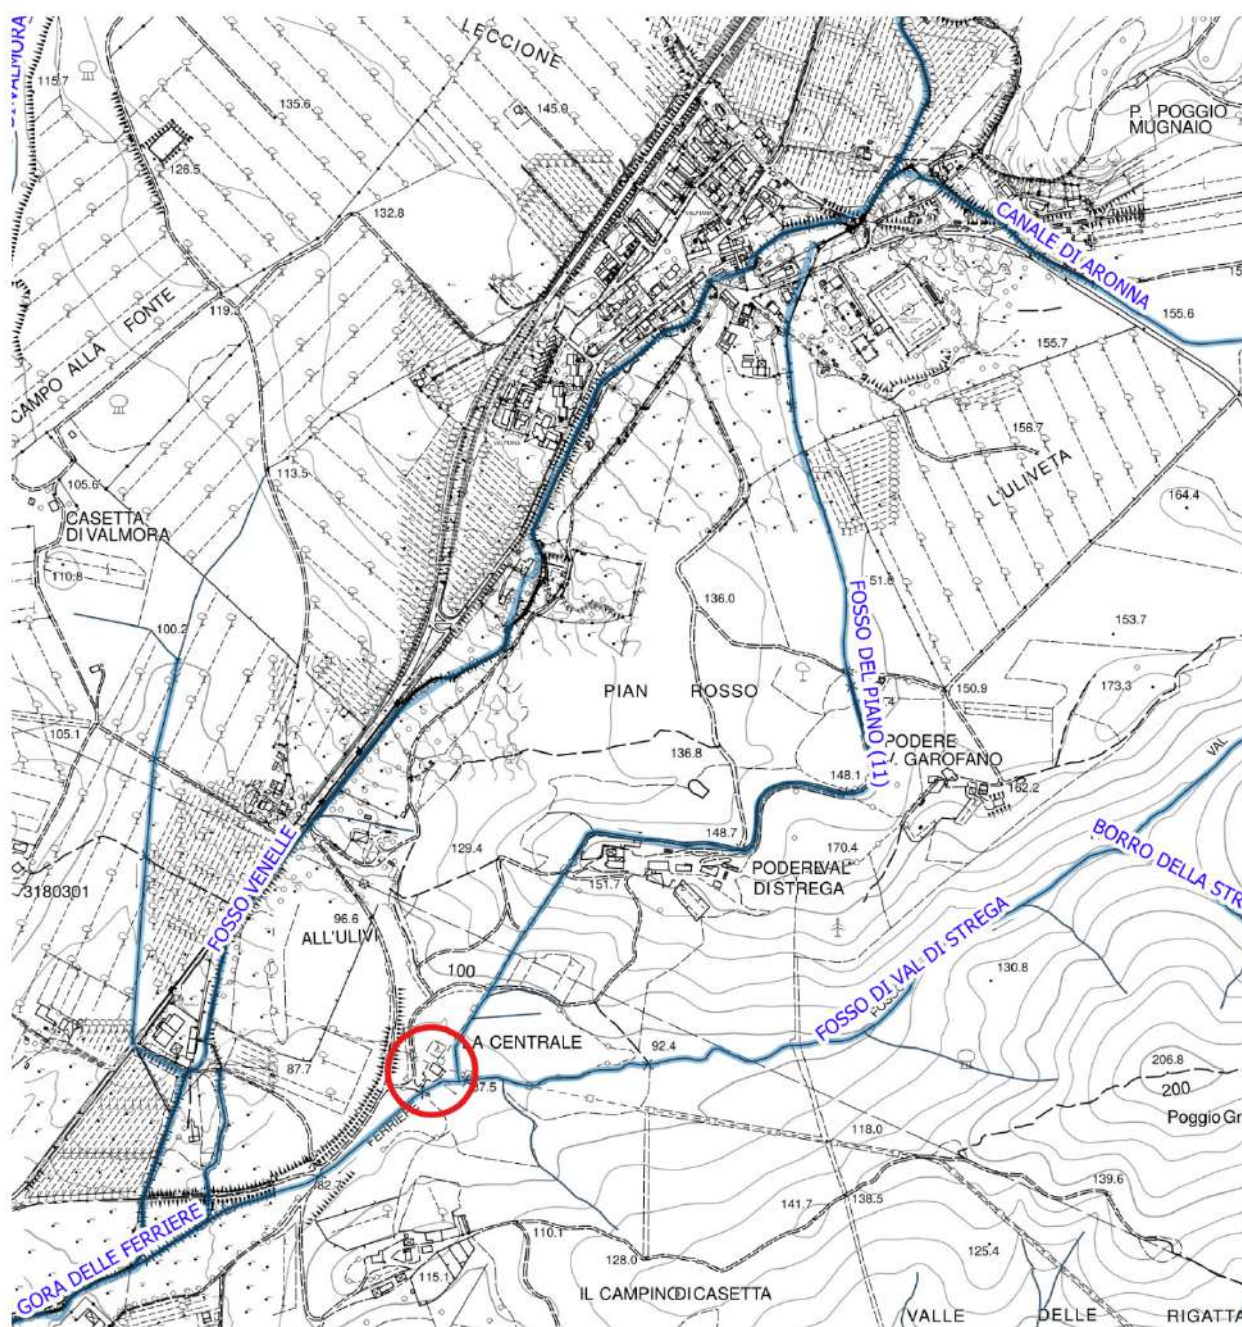 LECCIONE
115.7
135.6
145.0
126.5
P. POGGIO
MUGNAIO
132.8
CANALE DI ARONNA
CAMPO ALLA FONTE
119.
155.6
155.7
156.7
L'ULIVETA
113.5
105.6
CASETTA
DI VALMORA
164.4
110.8
51.8
136.0
FOSSO DEL PIANO (11)
153.7
100.2
PIAN ROSSO
150.9
173.3
105.1
136.8
PODERE
V. GAROFANO
VAL
148.1
162.2
148.7
129.4
170.4
BORRO DELLA STR
PODERE VAL
DI STREGA
151.7
3180301
FOSSO VENELLE
96.6
ALL'ULIVI
100
130.8
FOSSO DI VAL DI STREGA
LA CENTRALE
92.4
87.7
87.5
206.8
200
Poggio Gr
FERRIERE
118.0
82.7
139.6
138.5
141.7
GORA DELLE FERRIERE
110.1
128.0
125.4
115.1
IL CAMPINO DI CASETTA
VALLE DELLE RIGATTA